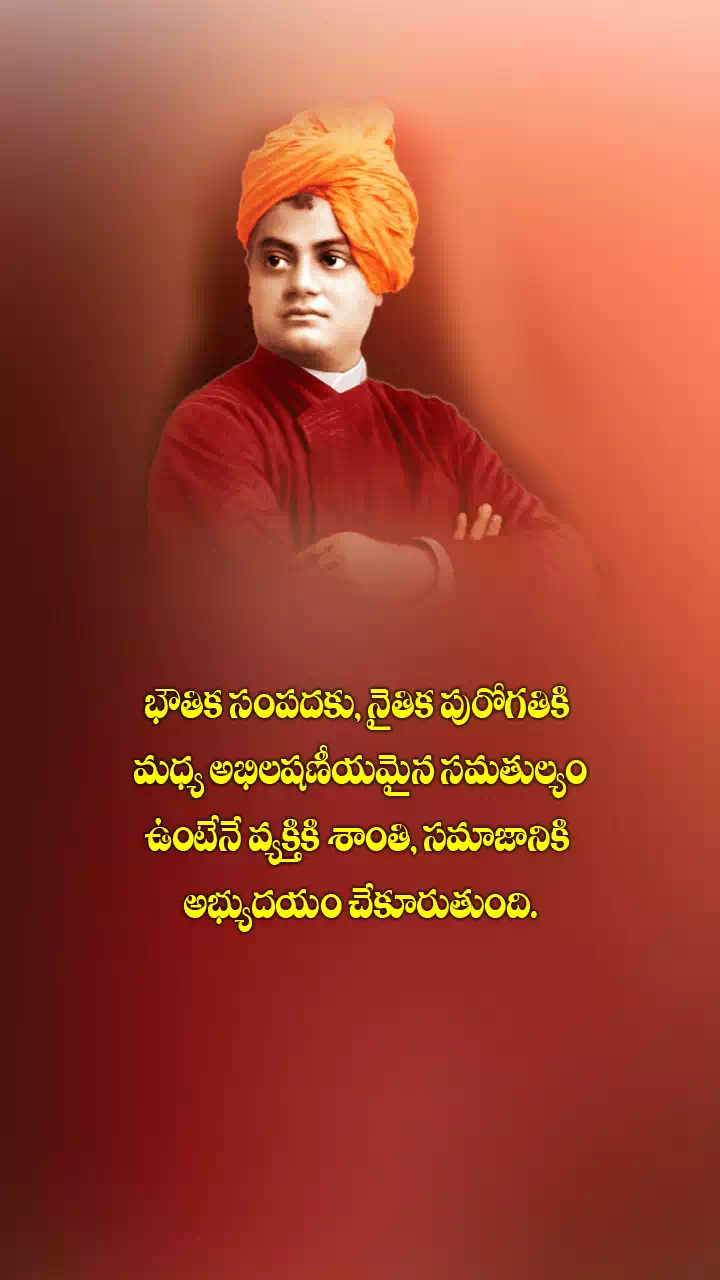 భౌతిక సంపదకు, నైతిక పురోగతికి
మధ్య అభిలషణీయమైన సమతుల్యం
ఉంటేనే వ్యక్తికి శాంతి, సమాజానికి
అభ్యుదయం చేకూరుతుంది.